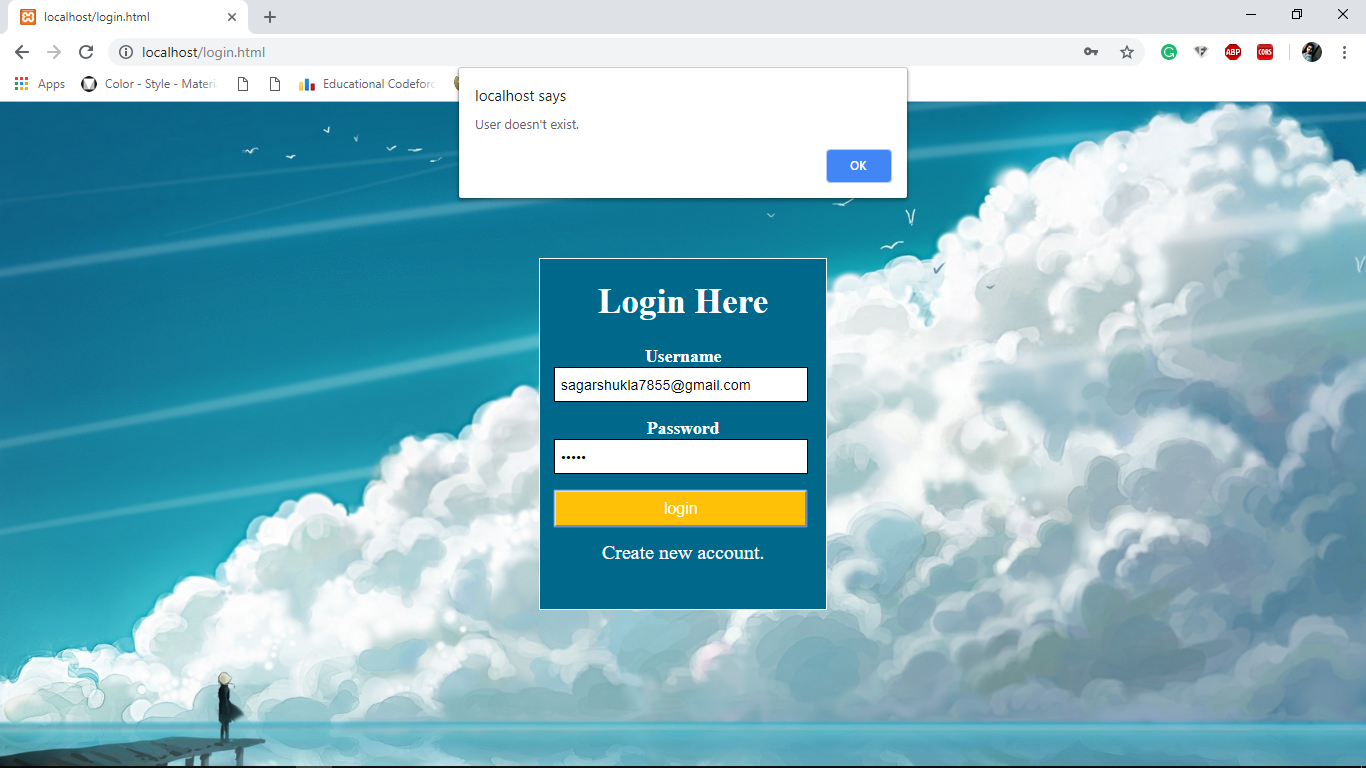 localhost/login.html
localhost/login.html
ABP
CORS
Apps
Color - Style - Materi
Educational Codeforc
localhost says
User doesn't exist.
OK
Login Here
Username
sagarshukla7855@gmail.com
Password
•••••
login
Create new account.